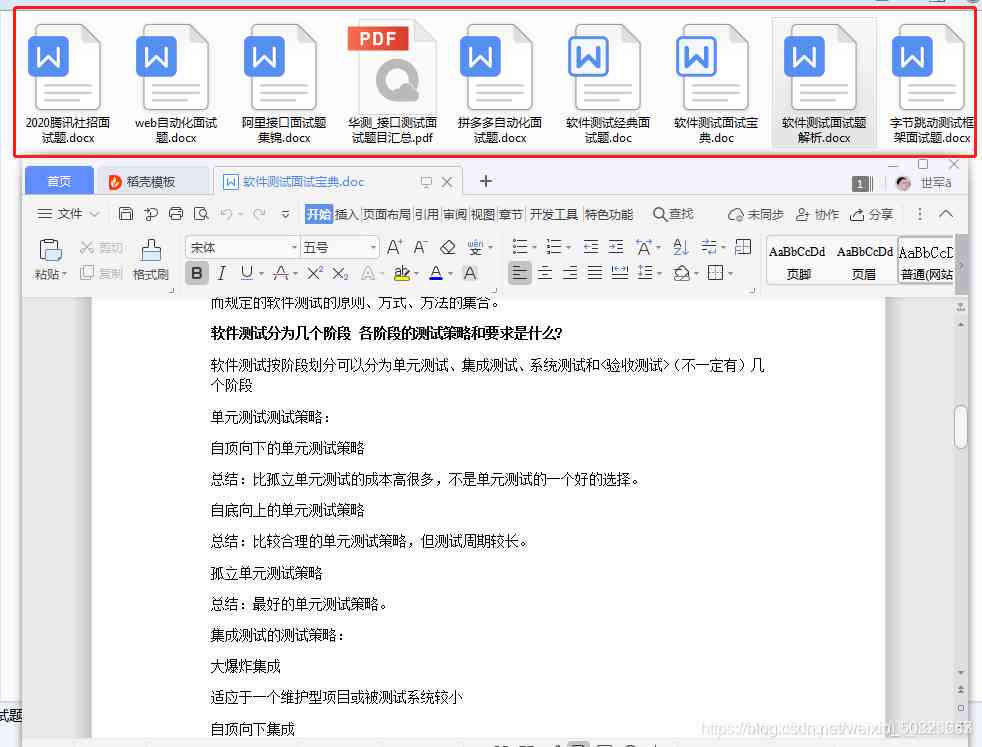 PDF
2020腾讯社招面
试题.docx
web自动化面试
题.docx
阿里接口面试题
集锦.docx
华测_接口测试面
试题目汇总.pdf
拼多多自动化面
试题.docx
软件测试经典面
试题.doc
软件测试面试宝
典.doc
软件测试面试题
解析.docx
字节跳动测试框
架面试题.docx
首页 稻壳模板 软件测试面试宝典.doc 1 世军a
文件 开始 插入 页面布局 引用 审阅 视图 章节 开发工具 特色功能 查找 未同步 协作 分享
粘贴 剪切 复制 格式刷 宋体 五号
AaBbCcDd AaBbCcDd AaBbCcD
页脚 页眉 普通(网站
而规定的软件测试的原则、方式、方法的集合。
软件测试分为几个阶段 各阶段的测试策略和要求是什么?
软件测试按阶段划分可以分为单元测试、集成测试、系统测试和<验收测试>（不一定有）几
个阶段
单元测试测试策略：
自顶向下的单元测试策略
总结：比孤立单元测试的成本高很多，不是单元测试的一个好的选择。
自底向上的单元测试策略
总结：比较合理的单元测试策略，但测试周期较长。
孤立单元测试策略
总结：最好的单元测试策略。
集成测试的测试策略：
大爆炸集成
适应于一个维护型项目或被测试系统较小
自顶向下集成
试题